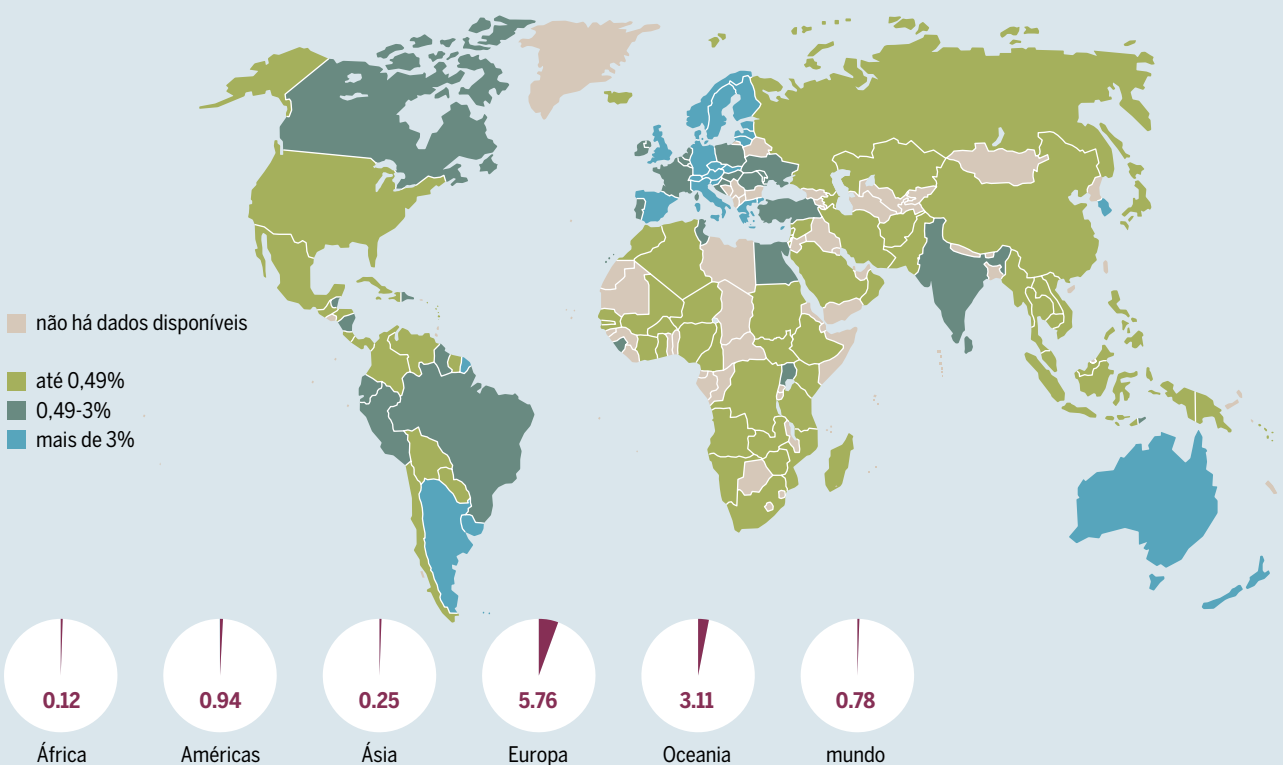 não há dados disponíveis
até 0,49%
0,49-3%
mais de 3%
0.12
0.94
0.25
5.76
3.11
0.78
África
Américas
Ásia
Europa
Oceania
mundo